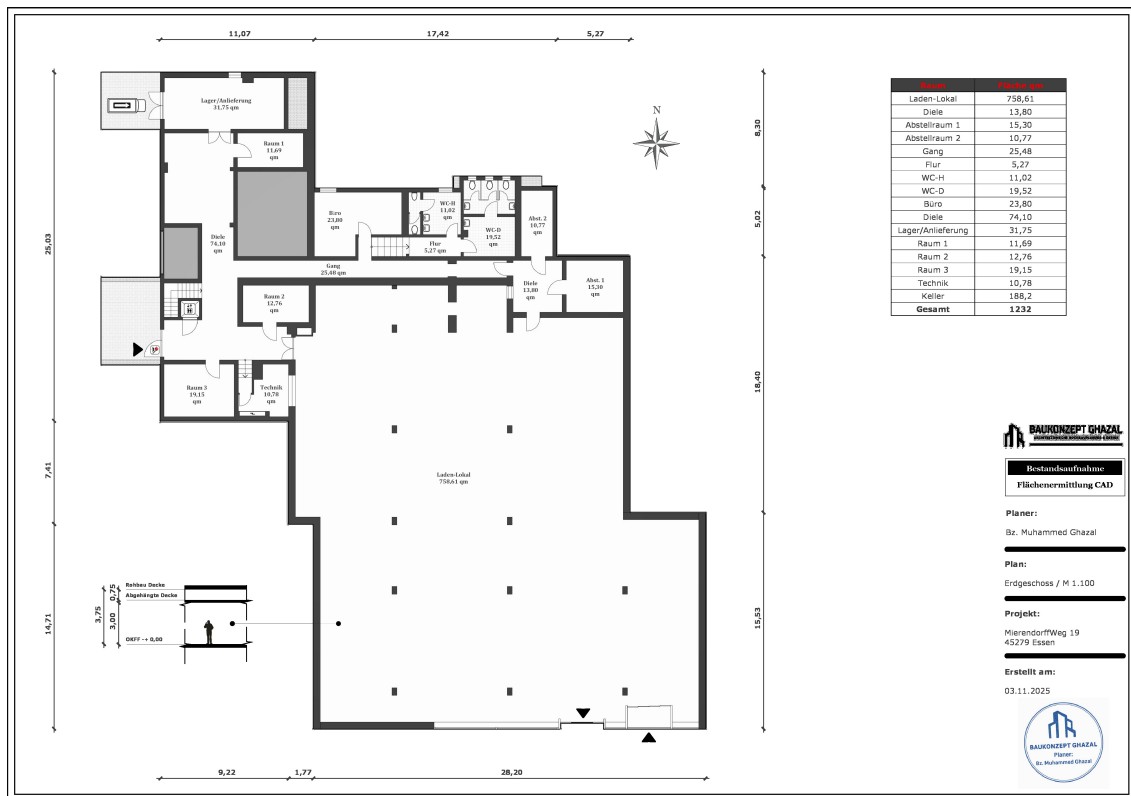 11,07
17,42
5,27
25,03
7,41
14,71
8,30
5,02
18,40
15,53
9,22
1,77
28,20
N
Lager/Anlieferung
31,75 qm
Raum 1
11,69
qm
Diele
74,10
qm
Büro
23,80
qm
WC-H
11,02
qm
Flur
5,27 qm
WC-D
19,52
qm
Abst. 2
10,77
qm
Gang
25,48 qm
Diele
13,80
qm
Abst. 1
15,30
qm
Raum 2
12,76
qm
Raum 3
19,15
qm
Technik
10,78
qm
Laden-Lokal
758,61 qm
Rohbau Decke
Abgehängte Decke
OKFF -+ 0,00
3,75
0,75
3,00
Laden-Lokal 758,61
Diele 13,80
Abstellraum 1 15,30
Abstellraum 2 10,77
Gang 25,48
Flur 5,27
WC-H 11,02
WC-D 19,52
Büro 23,80
Diele 74,10
Lager/Anlieferung 31,75
Raum 1 11,69
Raum 2 12,76
Raum 3 19,15
Technik 10,78
Keller 188,2
Gesamt 1232
BAUKONZEPT GHAZAL
Bestandsaufnahme
Flächenermittlung CAD
Planer:
Bz. Muhammed Ghazal
Plan:
Erdgeschoss / M 1.100
Projekt:
MierendorffWeg 19
45279 Essen
Erstellt am:
03.11.2025
BAUKONZEPT GHAZAL
Planer:
Bz. Muhammed Ghazal